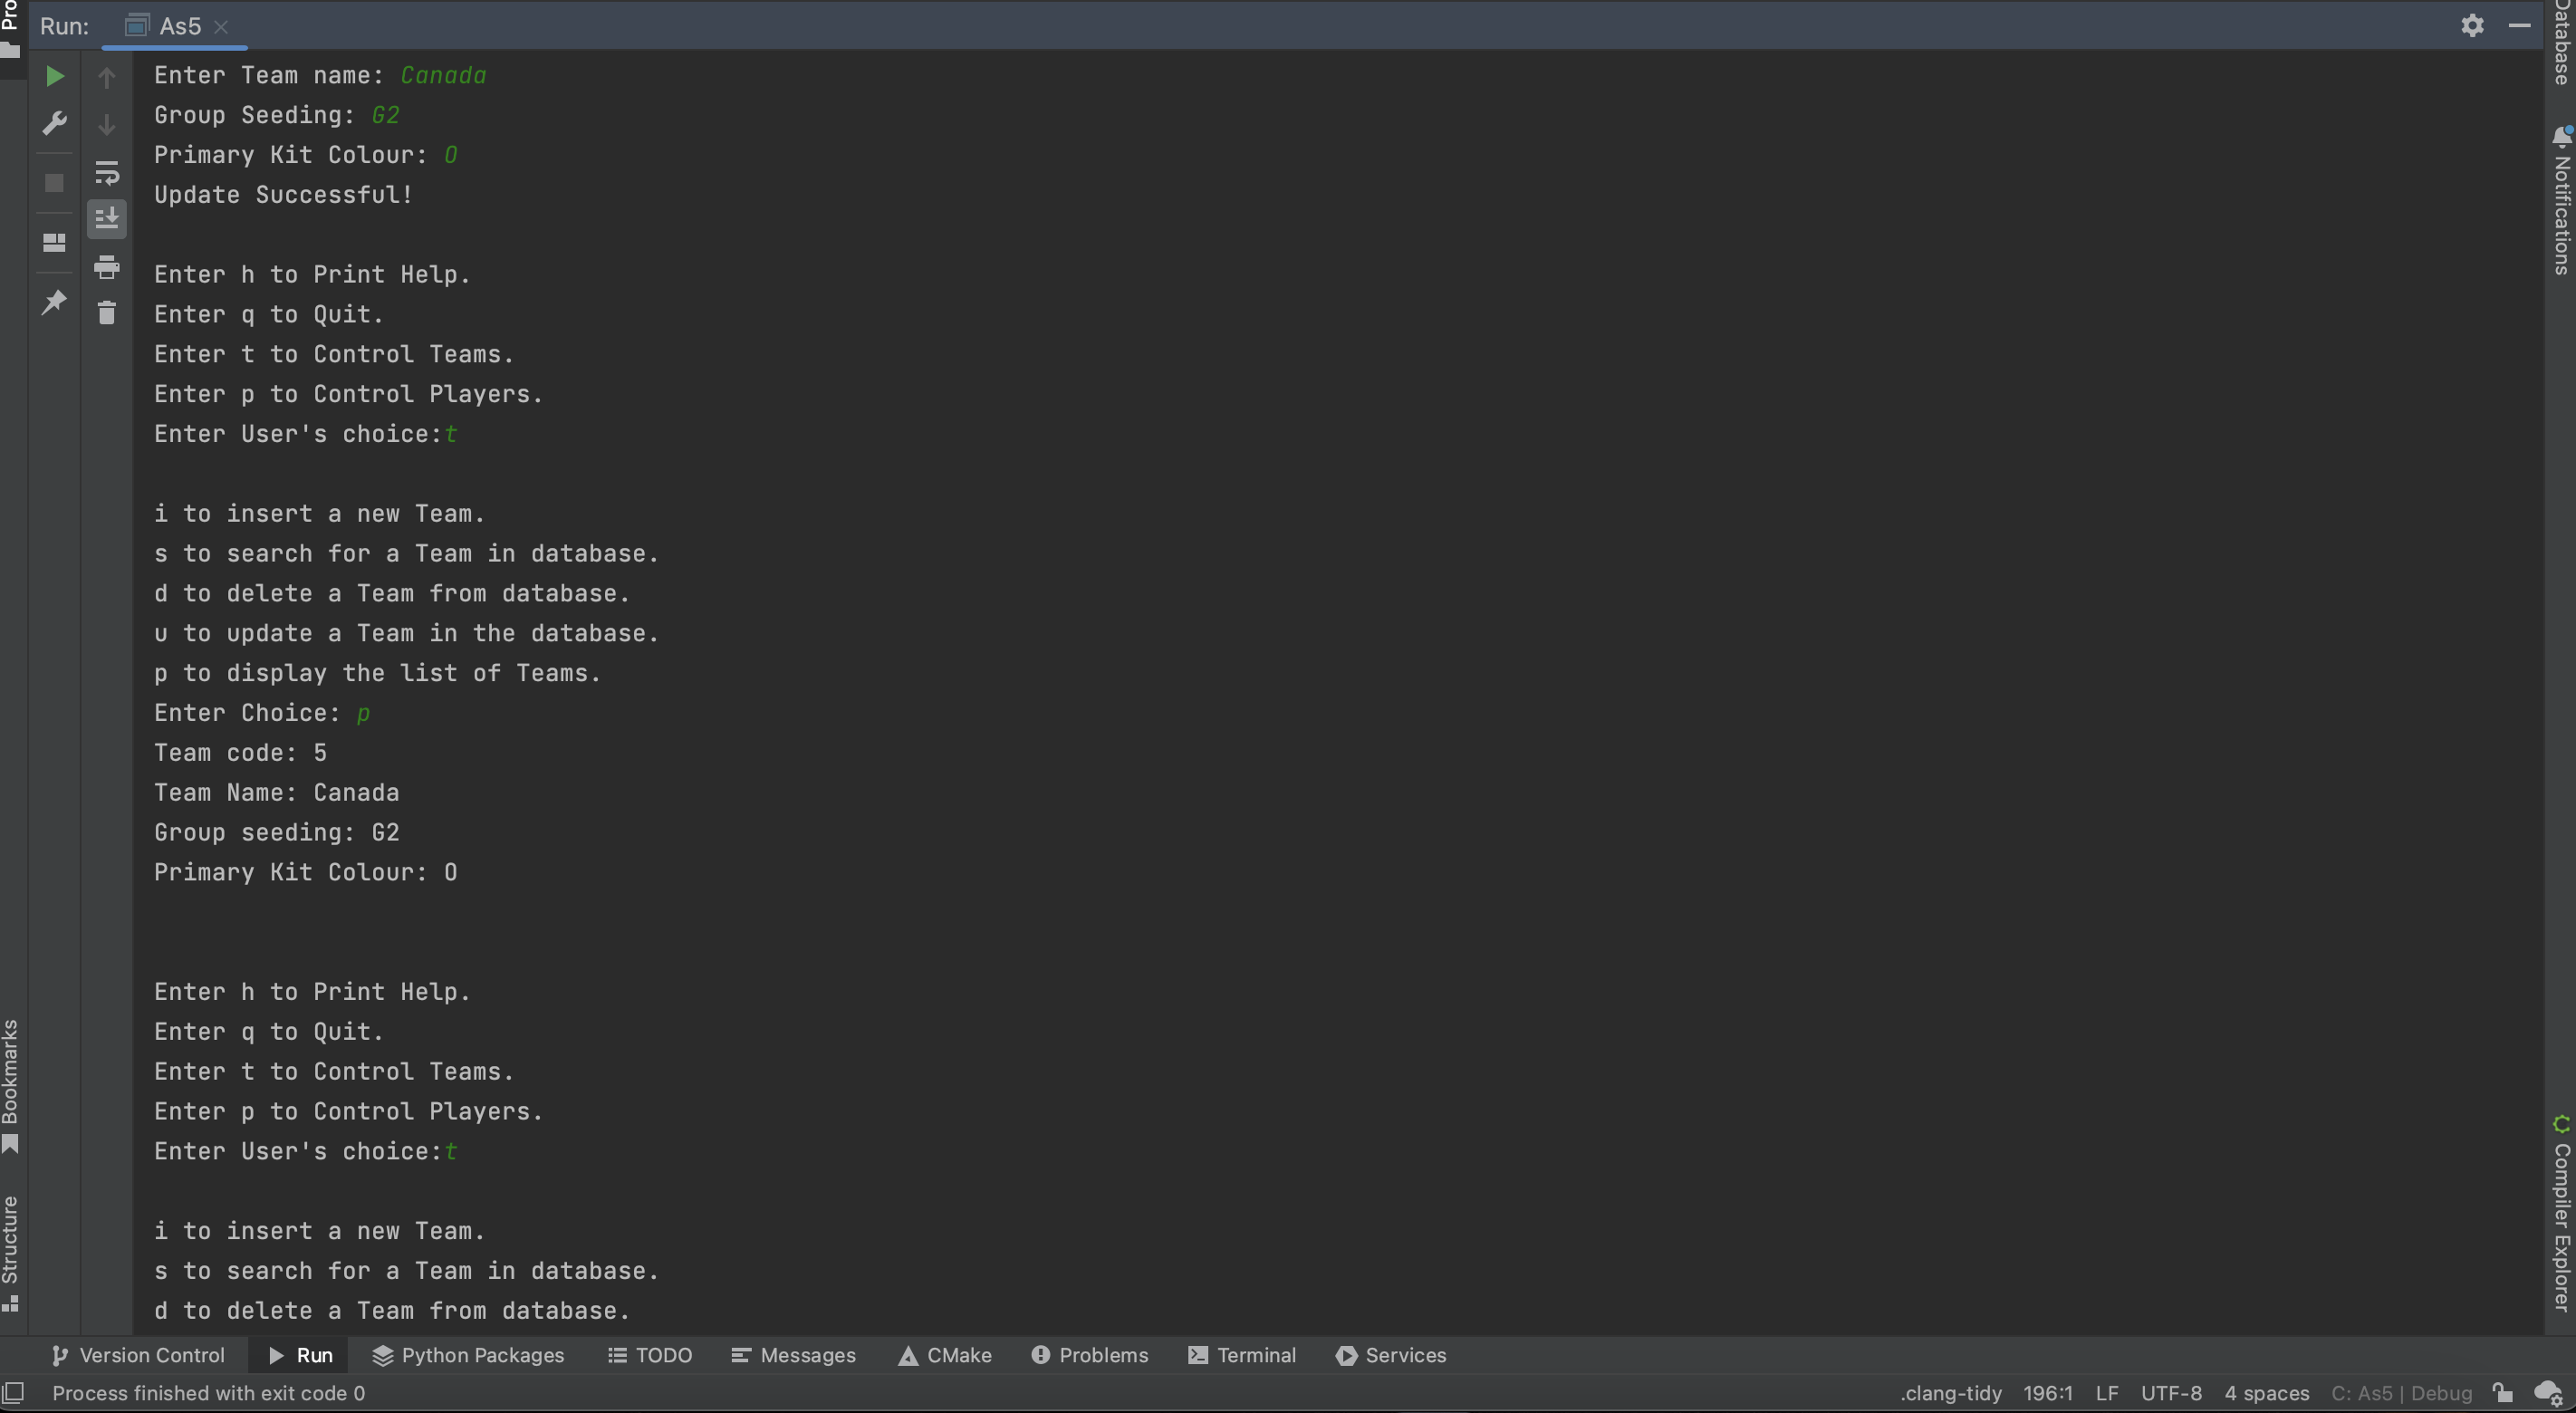 Run: As5
Enter Team name: Canada
Group Seeding: G2
Primary Kit Colour: O
Update Successful!
Enter h to Print Help.
Enter q to Quit.
Enter t to Control Teams.
Enter p to Control Players.
Enter User's choice:t
i to insert a new Team.
s to search for a Team in database.
d to delete a Team from database.
u to update a Team in the database.
p to display the list of Teams.
Enter Choice: p
Team code: 5
Team Name: Canada
Group seeding: G2
Primary Kit Colour: O
Enter h to Print Help.
Enter q to Quit.
Enter t to Control Teams.
Enter p to Control Players.
Enter User's choice:t
i to insert a new Team.
s to search for a Team in database.
d to delete a Team from database.
Pro
Bookmarks
Structure
Database
Notifications
Compiler Explorer
Version Control Run Python Packages TODO Messages CMake Problems Terminal Services
Process finished with exit code 0 .clang-tidy 196:1 LF UTF-8 4 spaces C: As5 | Debug